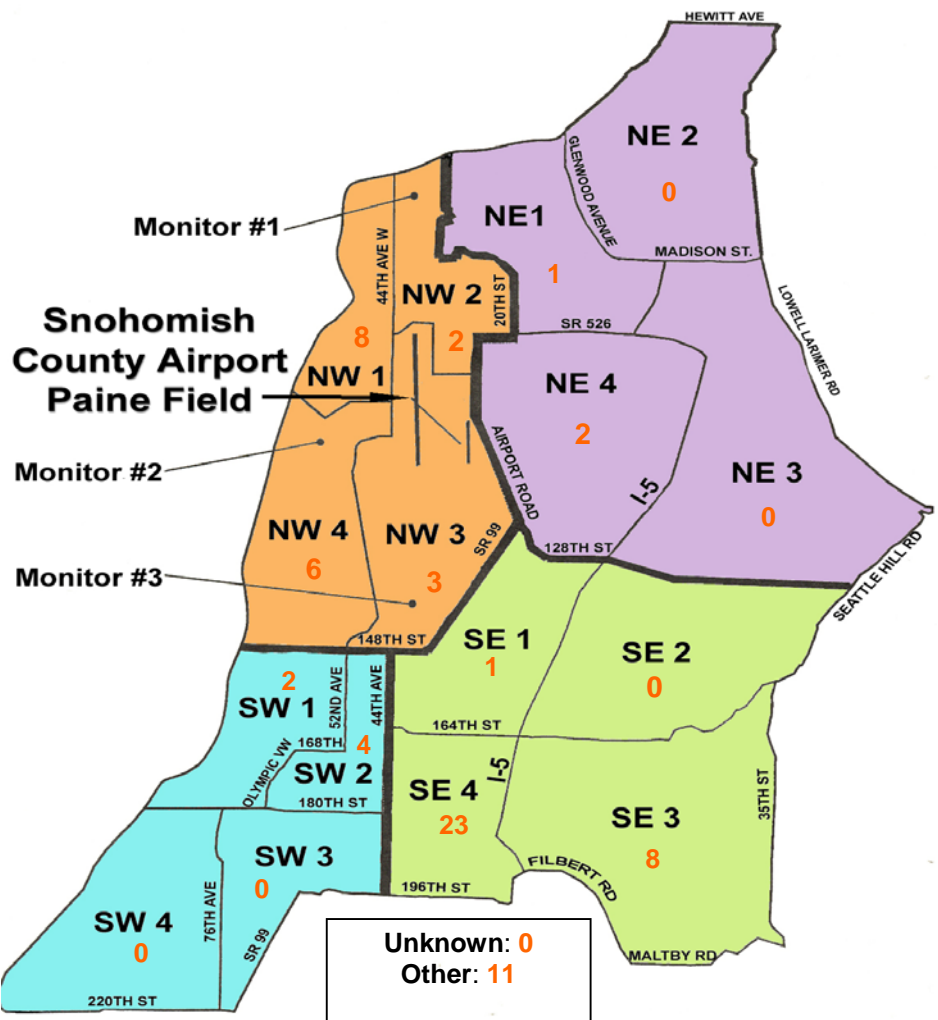 HEWITT AVE
NE 2
0
GLENWOOD AVENUE
MADISON ST.
Monitor #1
NE1
1
44TH AVE W
NW 2
2
20TH ST
SR 526
LOWELL LARIMER RD
Snohomish
County Airport
Paine Field
8
NW 1
NE 4
2
AIRPORT ROAD
I-5
NE 3
0
Monitor #2
NW 4
6
NW 3
3
SR 99
128TH ST
SEATTLE HILL RD
Monitor #3
148TH ST
SE 1
1
SE 2
0
2
SW 1
52ND AVE
44TH AVE
168TH
4
OLYMPIC VW
SW 2
180TH ST
164TH ST
I-5
SE 4
23
SE 3
8
35TH ST
SW 3
0
76TH AVE
SW 4
0
SR 99
196TH ST
FILBERT RD
MALTBY RD
220TH ST
Unknown: 0
Other: 11